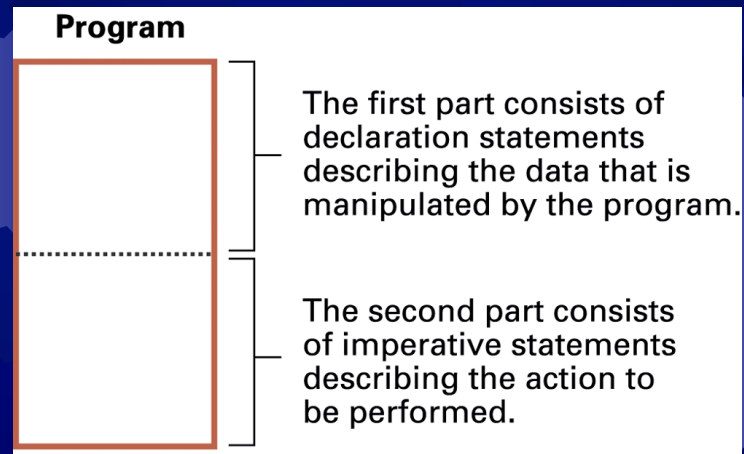 Program
The first part consists of
declaration statements
describing the data that is
manipulated by the program.
The second part consists
of imperative statements
describing the action to
be performed.